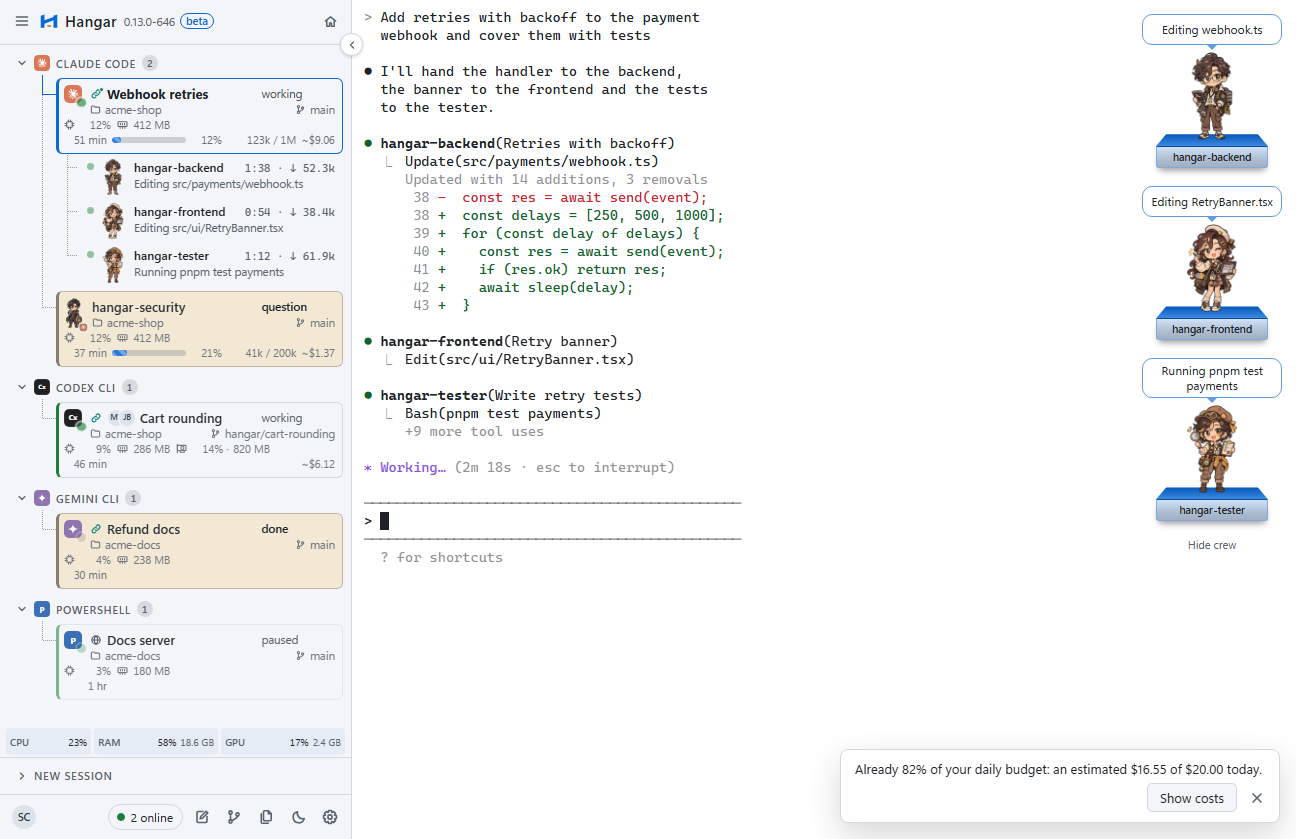 Hangar 0.13.0-646 beta
CLAUDE CODE 2
Webhook retries working
acme-shop main
12% 412 MB
51 min 12% 123k / 1M ~$9.06
hangar-backend 1:38 · ↓ 52.3k
Editing src/payments/webhook.ts
hangar-frontend 0:54 · ↓ 38.4k
Editing src/ui/RetryBanner.tsx
hangar-tester 1:12 · ↓ 61.9k
Running pnpm test payments
hangar-security question
acme-shop main
12% 412 MB
37 min 21% 41k / 200k ~$1.37
Cx CODEX CLI 1
Cx M JB Cart rounding working
acme-shop hangar/cart-rounding
9% 286 MB 14% · 820 MB
46 min ~$6.12
GEMINI CLI 1
Refund docs done
acme-docs main
4% 238 MB
30 min
P POWERSHELL 1
P Docs server paused
acme-docs main
3% 180 MB
1 hr
CPU 23% RAM 58% 18.6 GB GPU 17% 2.4 GB
NEW SESSION
SC 2 online
> Add retries with backoff to the payment
webhook and cover them with tests
● I'll hand the handler to the backend,
the banner to the frontend and the tests
to the tester.
● hangar-backend(Retries with backoff)
⎿ Update(src/payments/webhook.ts)
Updated with 14 additions, 3 removals
38 - const res = await send(event);
38 + const delays = [250, 500, 1000];
39 + for (const delay of delays) {
40 + const res = await send(event);
41 + if (res.ok) return res;
42 + await sleep(delay);
43 + }
● hangar-frontend(Retry banner)
⎿ Edit(src/ui/RetryBanner.tsx)
● hangar-tester(Write retry tests)
⎿ Bash(pnpm test payments)
+9 more tool uses
* Working… (2m 18s · esc to interrupt)
>
? for shortcuts
Editing webhook.ts
hangar-backend
Editing RetryBanner.tsx
hangar-frontend
Running pnpm test
payments
hangar-tester
Hide crew
Already 82% of your daily budget: an estimated $16.55 of $20.00 today.
Show costs